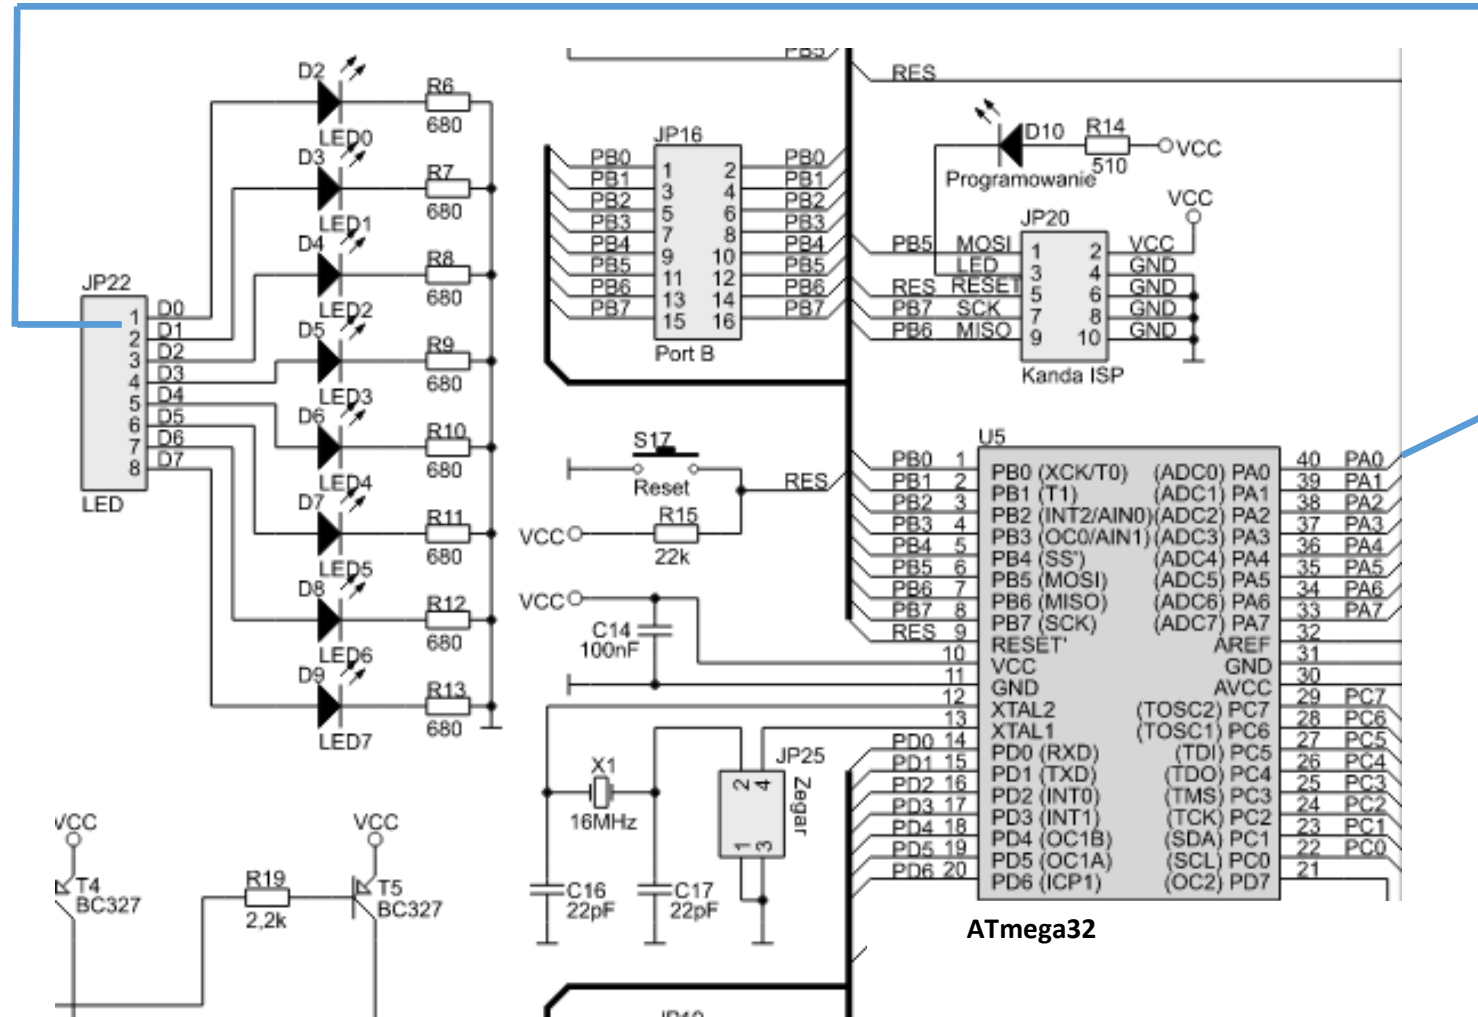 PB5
RES
D2
LED0
R6
680
D3
LED1
R7
680
D4
LED2
R8
680
D5
LED3
R9
680
D6
LED4
R10
680
D7
LED5
R11
680
D8
LED6
R12
680
D9
LED7
R13
680
JP22
1 D0
2 D1
3 D2
4 D3
5 D4
6 D5
7 D6
8 D7
LED
JP16
PB0 1 2 PB0
PB1 3 4 PB1
PB2 5 6 PB2
PB3 7 8 PB3
PB4 9 10 PB4
PB5 11 12 PB5
PB6 13 14 PB6
PB7 15 16 PB7
Port B
D10
R14
510
VCC
Programowanie
VCC
JP20
PB5 MOSI 1 2 VCC
LED 3 4 GND
RES RESET 5 6 GND
PB7 SCK 7 8 GND
PB6 MISO 9 10 GND
Kanda ISP
S17
Reset
RES
VCC
R15
22k
VCC
C14
100nF
U5
PB0 1 PB0 (XCK/T0) (ADC0) PA0 40 PA0
PB1 2 PB1 (T1) (ADC1) PA1 39 PA1
PB2 3 PB2 (INT2/AIN0) (ADC2) PA2 38 PA2
PB3 4 PB3 (OC0/AIN1) (ADC3) PA3 37 PA3
PB4 5 PB4 (SS") (ADC4) PA4 36 PA4
PB5 6 PB5 (MOSI) (ADC5) PA5 35 PA5
PB6 7 PB6 (MISO) (ADC6) PA6 34 PA6
PB7 8 PB7 (SCK) (ADC7) PA7 33 PA7
RES 9 RESET' AREF 32
10 VCC GND 31
11 GND AVCC 30
12 XTAL2 (TOSC2) PC7 29 PC7
13 XTAL1 (TOSC1) PC6 28 PC6
PD0 14 PD0 (RXD) (TDI) PC5 27 PC5
PD1 15 PD1 (TXD) (TDO) PC4 26 PC4
PD2 16 PD2 (INT0) (TMS) PC3 25 PC3
PD3 17 PD3 (INT1) (TCK) PC2 24 PC2
PD4 18 PD4 (OC1B) (SDA) PC1 23 PC1
PD5 19 PD5 (OC1A) (SCL) PC0 22 PC0
PD6 20 PD6 (ICP1) (OC2) PD7 21
ATmega32
X1
16MHz
JP25
2 4
1 3
Zegar
C16
22pF
C17
22pF
VCC
T4
BC327
R19
2,2k
VCC
T5
BC327